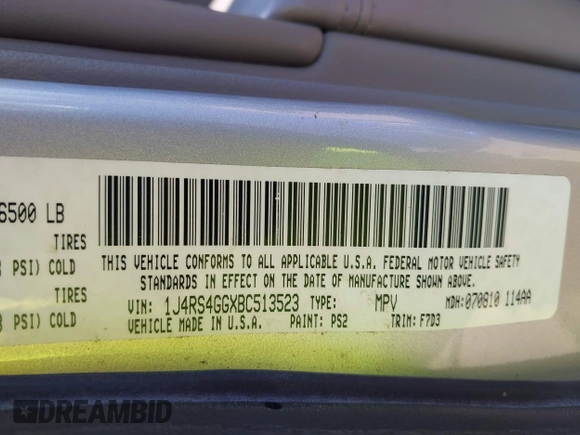 6500 LB
TIRES
PSI) COLD
TIRES
PSI) COLD
THIS VEHICLE CONFORMS TO ALL APPLICABLE U.S.A. FEDERAL MOTOR VEHICLE SAFETY
STANDARDS IN EFFECT ON THE DATE OF MANUFACTURE SHOWN ABOVE.
VIN: 1J4RS4GGXBC513523 TYPE: MPV MDH:070810 114AA
VEHICLE MADE IN U.S.A. PAINT: PS2 TRIM: F7D3
DREAMBID